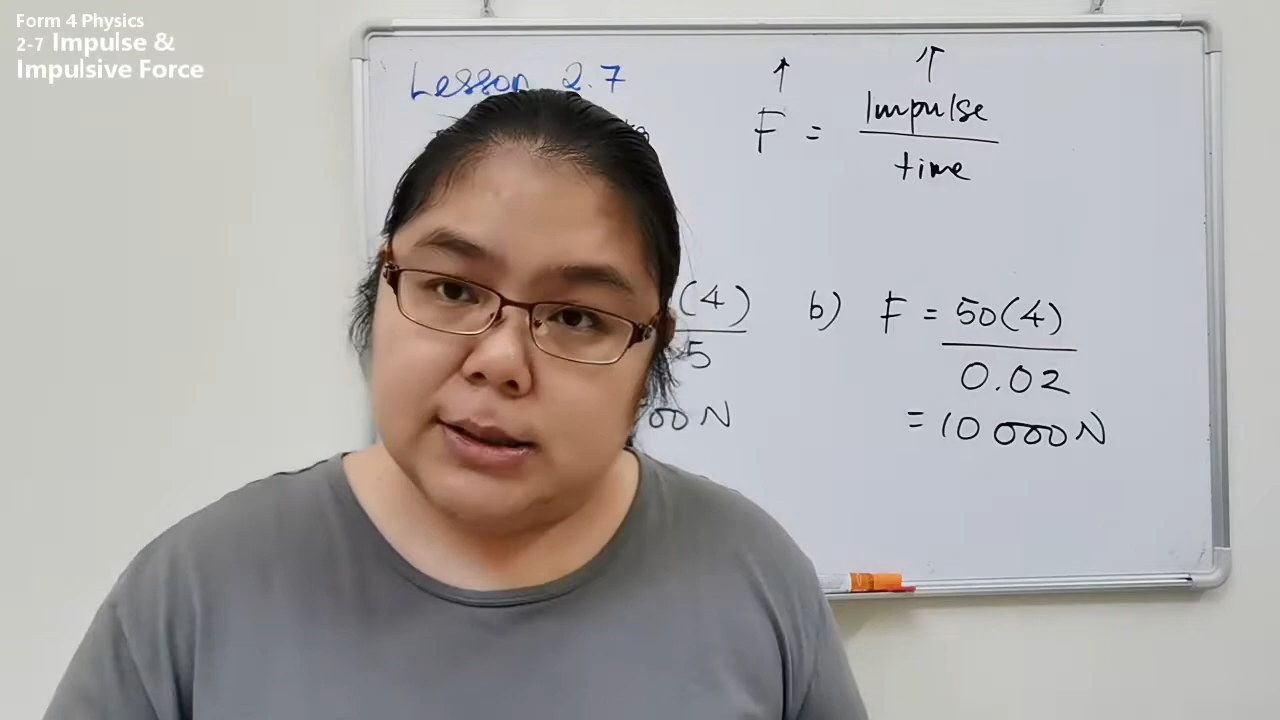 Form 4 Physics
2-7 Impulse &
Impulsive Force
Lesson 2.7
↑ ↑
F = Impulse
time
(4)
5
00 N
b) F = 50(4)
0.02
= 10 000 N